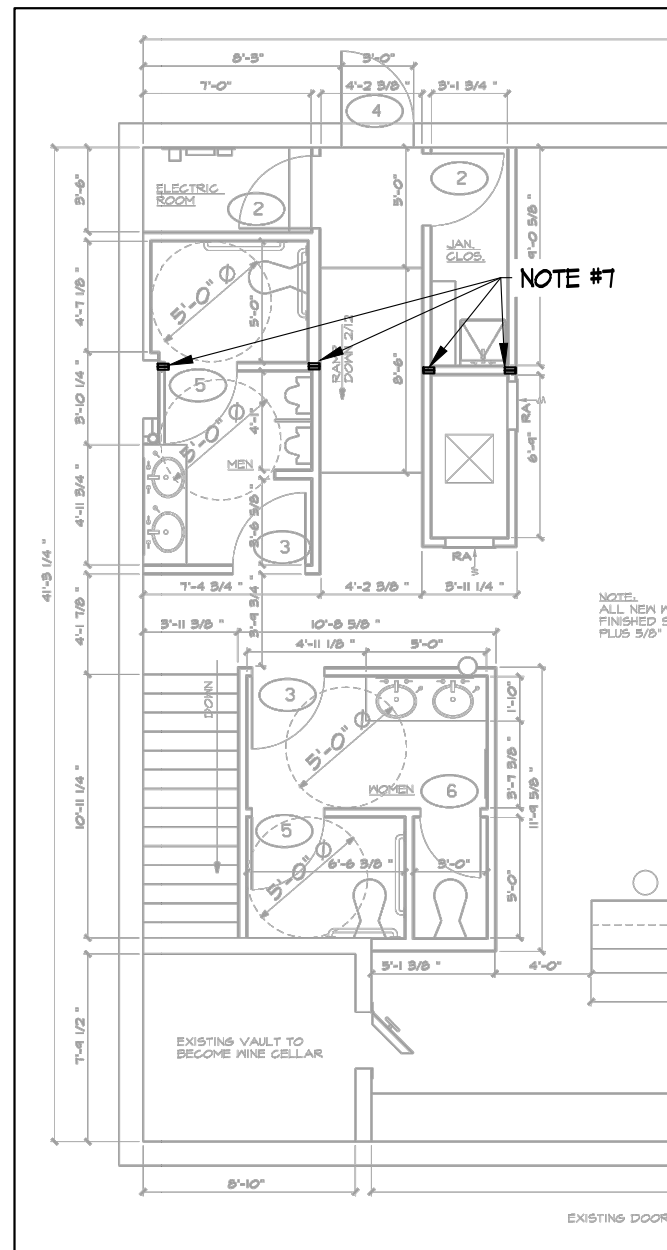 8'-3"
3'-0"
7'-0"
4'-2 3/8 "
3'-1 3/4 "
4
3'-6"
ELECTRIC
ROOM
2
2
5'-0"
9'-0 5/8 "
JAN.
CLOS.
NOTE #7
4'-7 1/8 "
5'-0" Ø
5'-0"
RAMP
DOWN 2/12
8'-6"
3'-10 1/4 "
5
5'-0" Ø
4'-1"
MEN
RA
6'-9"
4'-11 3/4 "
3'-6 5/8 "
3
RA
41'-3 1/4 "
7'-4 3/4 "
4'-2 3/8 "
3'-11 1/4 "
4'-1 7/8 "
3'-9 3/4 "
NOTE:
ALL NEW W
FINISHED S
PLUS 5/8"
3'-11 3/8 "
10'-8 5/8 "
4'-11 1/8 "
5'-0"
DOWN
3
5'-0" Ø
1'-10"
WOMEN
6
3'-7 3/8 "
11'-9 5/8 "
10'-11 1/4 "
5
5'-0" Ø
6'-6 3/8 "
3'-0"
5'-0"
5'-1 3/8 "
4'-0"
7'-9 1/2 "
EXISTING VAULT TO
BECOME WINE CELLAR
8'-10"
EXISTING DOOR